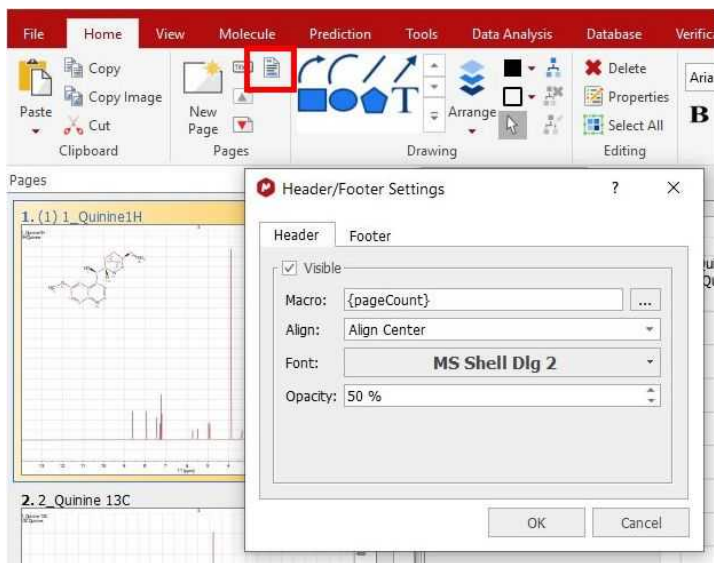 File Home View Molecule Prediction Tools Data Analysis Database Verific
Copy
Copy Image
Cut
Paste
Clipboard
New Page
Pages
T
Arrange
Drawing
Delete
Properties
Select All
Editing
Aria
B
Pages
1. (1) 1_Quinine1H
2. 2_Quinine 13C
Header/Footer Settings ? X
Header Footer
Visible
Macro: {pageCount} ...
Align: Align Center
Font: MS Shell Dlg 2
Opacity: 50 %
OK Cancel